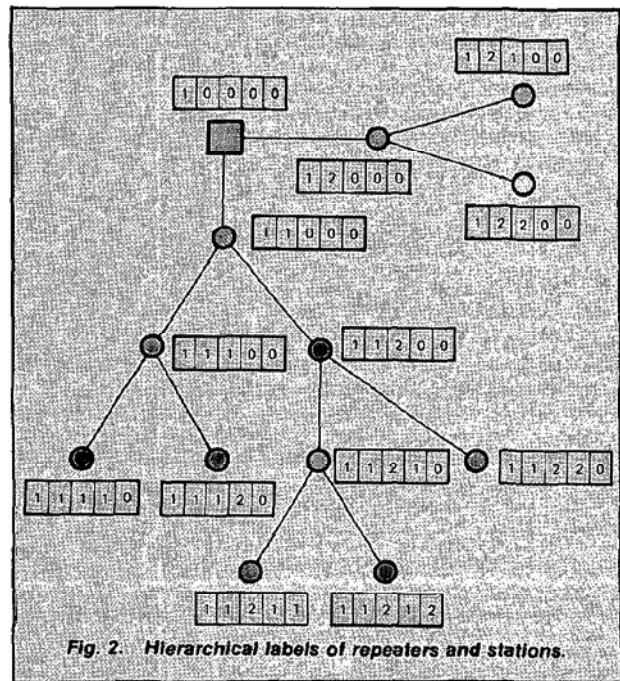 1 2 1 0 0
1 0 0 0 0
1 2 0 0 0
1 2 2 0 0
1 1 0 0 0
1 1 1 0 0
1 1 2 0 0
1 1 2 1 0
1 1 2 2 0
1 1 1 1 0
1 1 1 2 0
1 1 2 1 1
1 1 2 1 2
Fig. 2. Hierarchical labels of repeaters and stations.